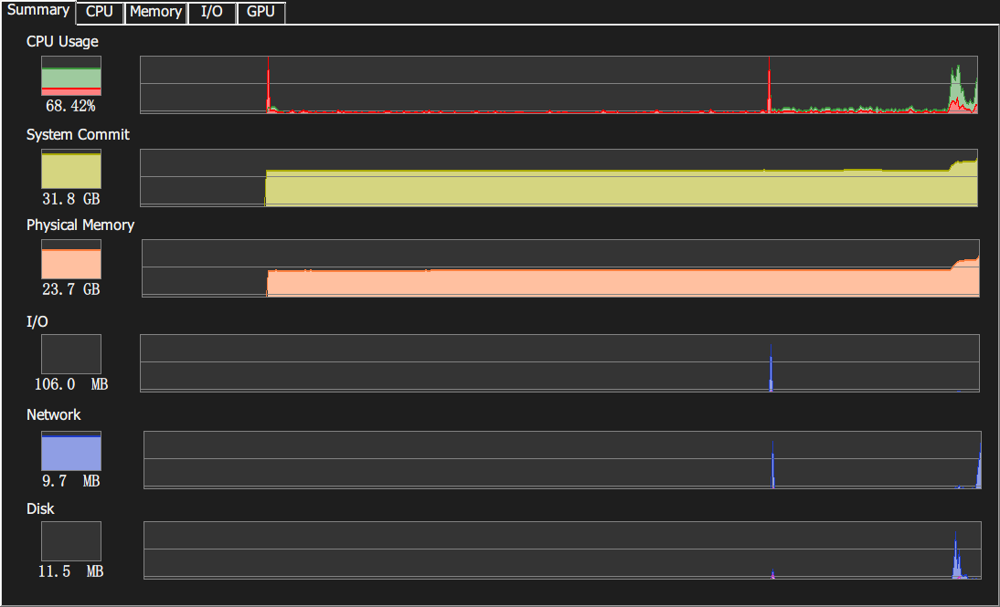 Summary CPU Memory I/O GPU
CPU Usage
68.42%
System Commit
31.8 GB
Physical Memory
23.7 GB
I/O
106.0 MB
Network
9.7 MB
Disk
11.5 MB